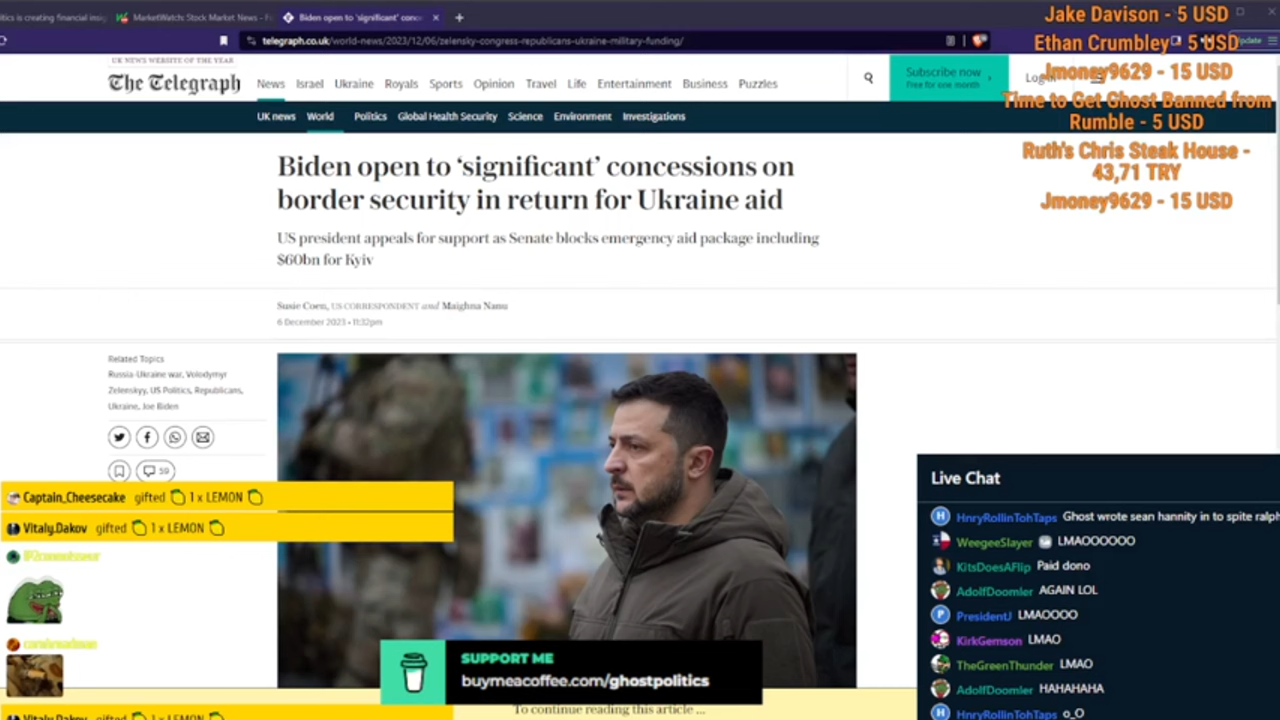 itics is creating financial insig
MarketWatch: Stock Market News - Fi
Biden open to 'significant' conce
telegraph.co.uk/world-news/2023/12/06/zelensky-congress-republicans-ukraine-military-funding/
Update
UK NEWS WEBSITE OF THE YEAR
The Telegraph
News Israel Ukraine Royals Sports Opinion Travel Life Entertainment Business Puzzles
Subscribe now
Free for one month
Log in
UK news World Politics Global Health Security Science Environment Investigations
Jake Davison - 5 USD
Ethan Crumbley - 5 USD
Jmoney9629 - 15 USD
Time to Get Ghost Banned from
Rumble - 5 USD
Ruth's Chris Steak House -
43,71 TRY
Jmoney9629 - 15 USD
Biden open to ‘significant’ concessions on
border security in return for Ukraine aid
US president appeals for support as Senate blocks emergency aid package including
$60bn for Kyiv
Susie Coen, US CORRESPONDENT and Maighna Nanu
6 December 2023 • 11:32pm
Related Topics
Russia-Ukraine war, Volodymyr
Zelenskyy, US Politics, Republicans,
Ukraine, Joe Biden
59
Captain_Cheesecake gifted 1 x LEMON
Vitaly.Dakov gifted 1 x LEMON
Vitaly.Dakov gifted 1 x LEMON
SUPPORT ME
buymeacoffee.com/ghostpolitics
To continue reading this article ...
Live Chat
HnryRollinTohTaps Ghost wrote sean hannity in to spite ralph
WeegeeSlayer LMAOOOOOO
KitsDoesAFlip Paid dono
AdolfDoomler AGAIN LOL
PresidentJ LMAOOOO
KirkGemson LMAO
TheGreenThunder LMAO
AdolfDoomler HAHAHAHA
HnryRollinTohTaps o_O